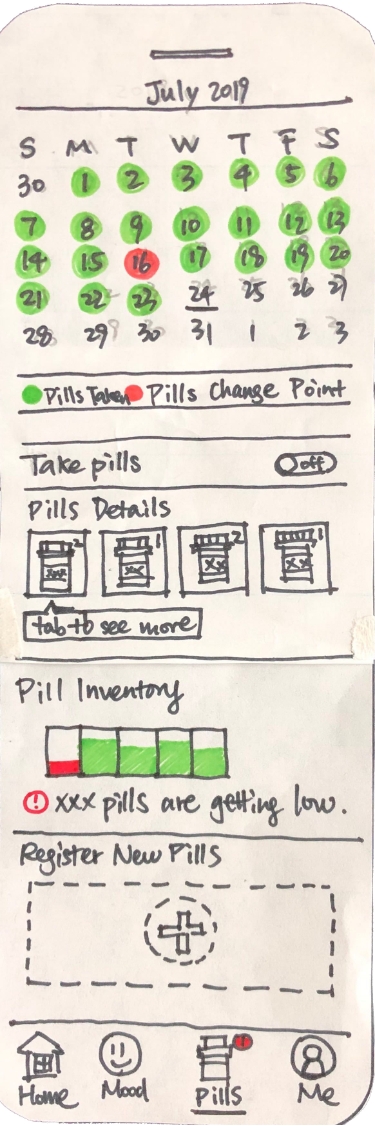 July 2019
S M T W T F S
30 1 2 3 4 5 6
7 8 9 10 11 12 13
14 15 16 17 18 19 20
21 22 23 24 25 26 27
28 29 30 31 1 2 3
Pills Taken Pills Change Point
Take pills off
Pills Details
2 1 2 1
xxx xx xx xx
tab to see more
Pill Inventory
! xxx pills are getting low.
Register New Pills
!
Home Mood Pills Me